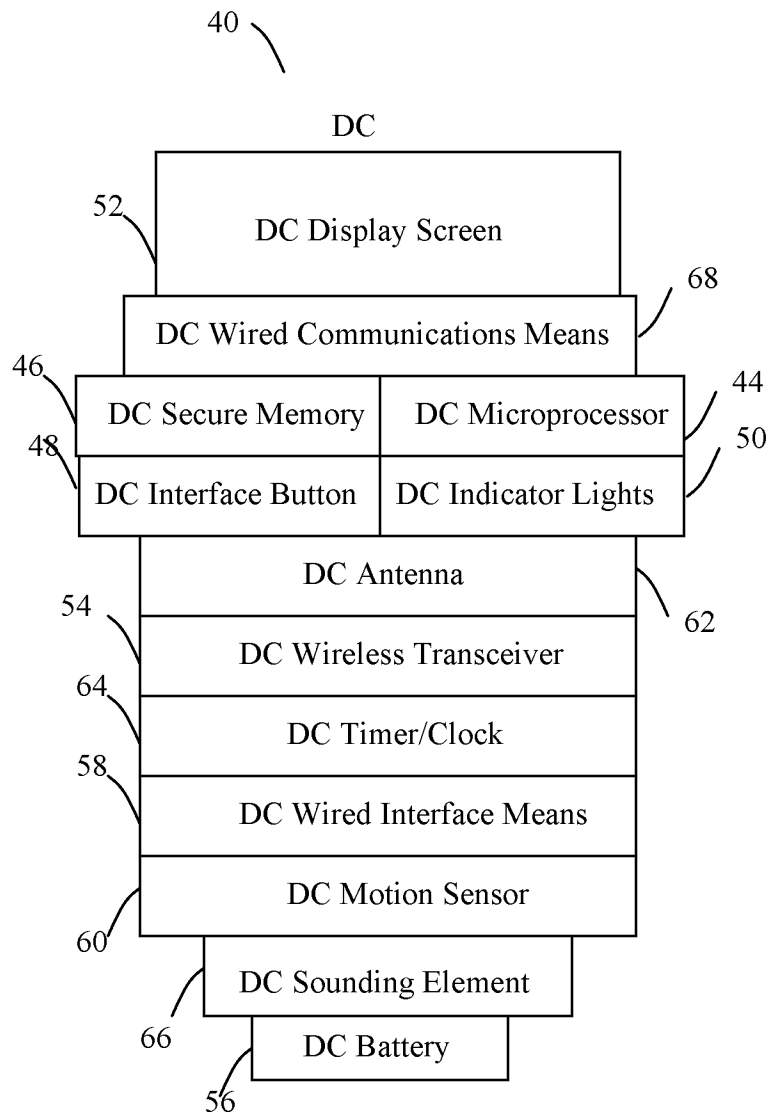 40
DC
52
DC Display Screen
68
DC Wired Communications Means
46
44
DC Secure Memory
DC Microprocessor
48
50
DC Interface Button
DC Indicator Lights
DC Antenna
54
62
DC Wireless Transceiver
64
DC Timer/Clock
58
DC Wired Interface Means
DC Motion Sensor
60
DC Sounding Element
66
DC Battery
56